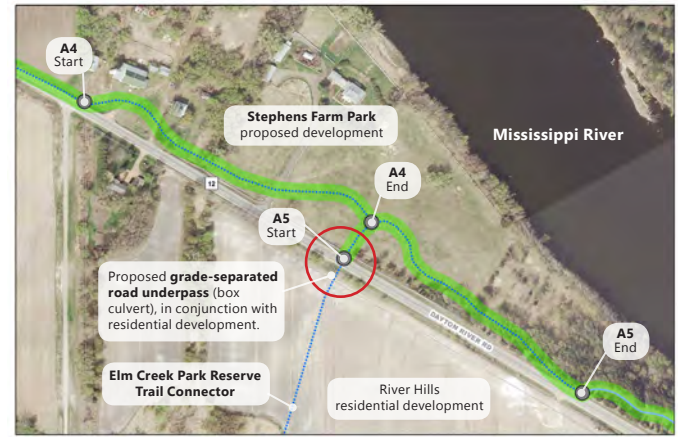 A4
Start
Stephens Farm Park
proposed development
Mississippi River
12
A4
End
A5
Start
Proposed grade-separated
road underpass (box
culvert), in conjunction with
residential development.
DAYTON RIVER RD
A5
End
Elm Creek Park Reserve
Trail Connector
River Hills
residential development